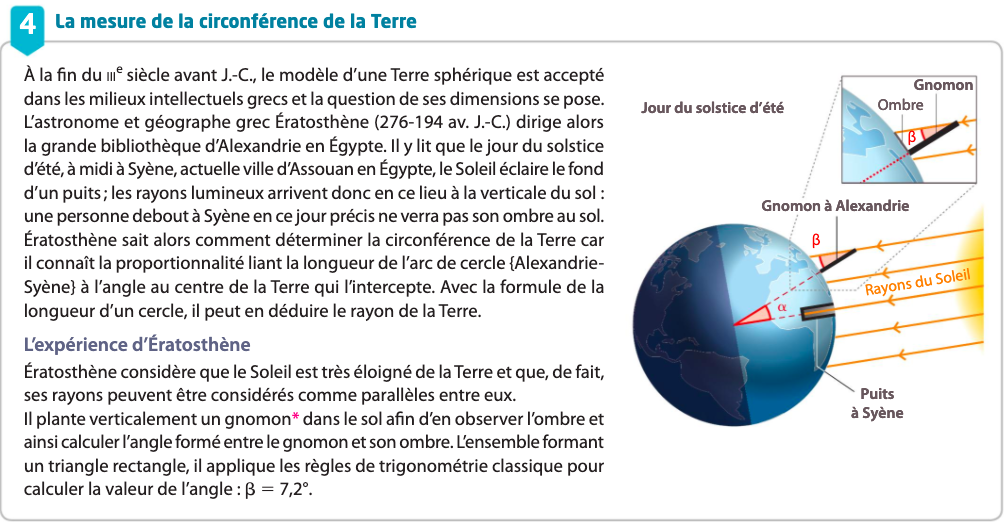 4 La mesure de la circonférence de la Terre
À la fin du IIIe siècle avant J.-C., le modèle d’une Terre sphérique est accepté
dans les milieux intellectuels grecs et la question de ses dimensions se pose.
L’astronome et géographe grec Ératosthène (276-194 av. J.-C.) dirige alors
la grande bibliothèque d’Alexandrie en Égypte. Il y lit que le jour du solstice
d’été, à midi à Syène, actuelle ville d’Assouan en Égypte, le Soleil éclaire le fond
d’un puits ; les rayons lumineux arrivent donc en ce lieu à la verticale du sol :
une personne debout à Syène en ce jour précis ne verra pas son ombre au sol.
Ératosthène sait alors comment déterminer la circonférence de la Terre car
il connaît la proportionnalité liant la longueur de l’arc de cercle {Alexandrie-
Syène} à l’angle au centre de la Terre qui l’intercepte. Avec la formule de la
longueur d’un cercle, il peut en déduire le rayon de la Terre.
L’expérience d’Ératosthène
Ératosthène considère que le Soleil est très éloigné de la Terre et que, de fait,
ses rayons peuvent être considérés comme parallèles entre eux.
Il plante verticalement un gnomon* dans le sol afin d’en observer l’ombre et
ainsi calculer l’angle formé entre le gnomon et son ombre. L’ensemble formant
un triangle rectangle, il applique les règles de trigonométrie classique pour
calculer la valeur de l’angle : β = 7,2°.
Jour du solstice d’été
Gnomon
Ombre
β
Gnomon à Alexandrie
β
Rayons du Soleil
α
Puits
à Syène